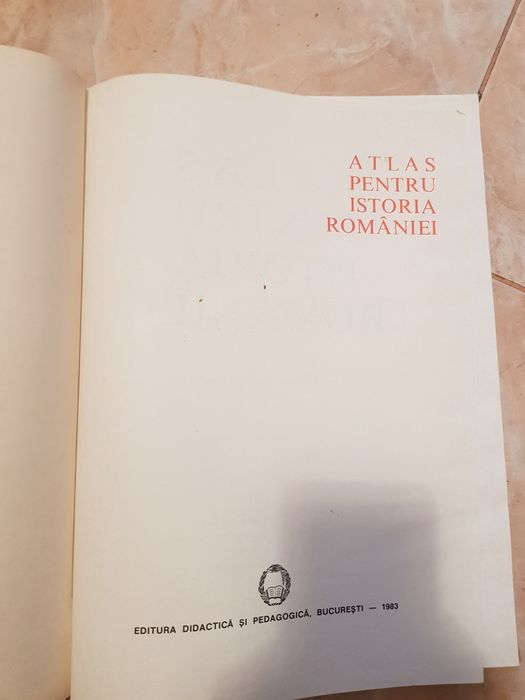 ATLAS
PENTRU
ISTORIA
ROMÂNIEI
EDITURA DIDACTICĂ ȘI PEDAGOGICĂ, BUCUREȘTI — 1983